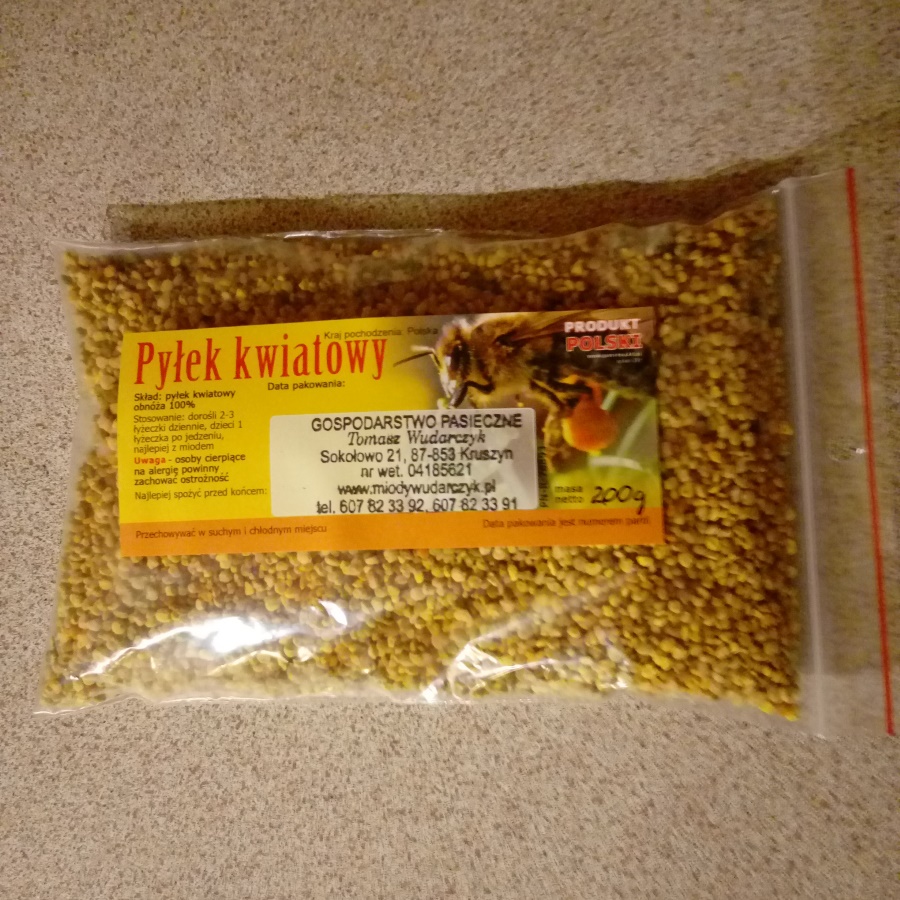 Kraj pochodzenia: Polska
PRODUKT
POLSKI
Pyłek kwiatowy
Data pakowania:
Skład: pyłek kwiatowy
obnóża 100%
Stosowanie: dorośli 2-3
łyżeczki dziennie, dzieci 1
łyżeczka po jedzeniu,
najlepiej z miodem
Uwaga - osoby cierpiące
na alergię powinny
zachować ostrożność
Najlepiej spożyć przed końcem:
GOSPODARSTWO PASIECZNE
Tomasz Wudarczyk
Sokołowo 21, 87-853 Kruszyn
nr wet. 04185621
www.miodywudarczyk.pl
tel. 607 82 33 92, 607 82 33 91
masa
netto 200g
Przechowywać w suchym i chłodnym miejscu
Data pakowania jest numerem partii